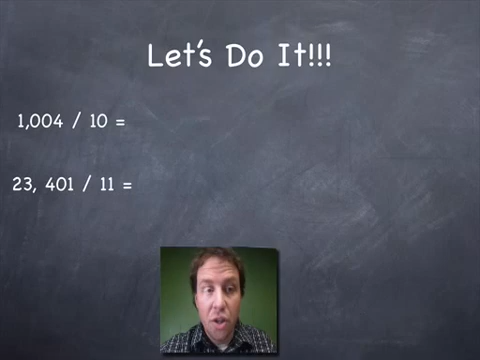 Let's Do It!!!
1,004 / 10 =
23, 401 / 11 =